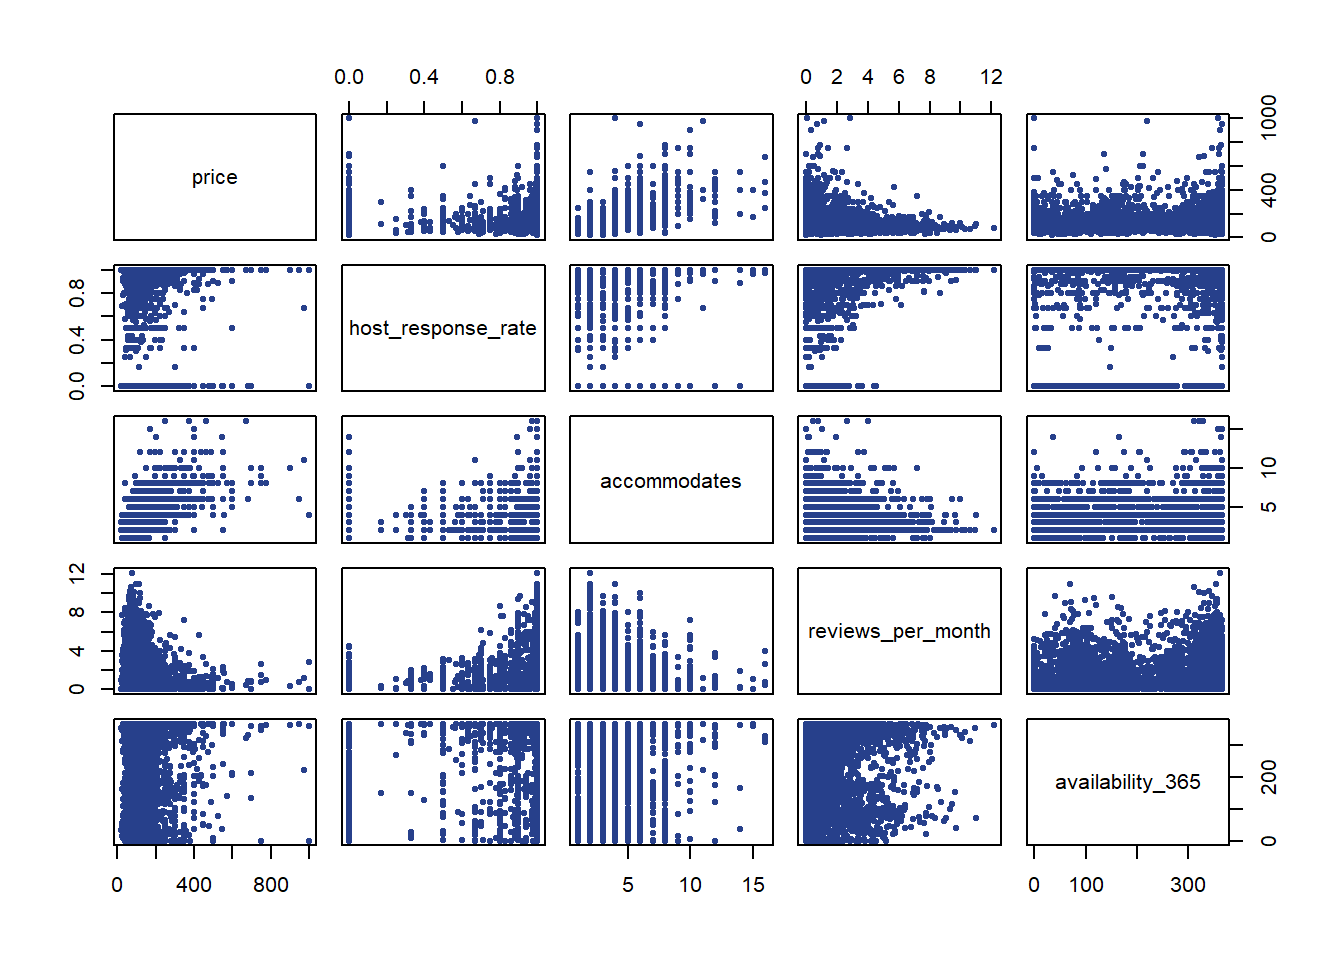 0.0 0.4 0.8 0 2 4 6 8 12
price
0 400 1000
0.0 0.4 0.8
host_response_rate
accommodates
5 10
0 4 8 12
reviews_per_month
availability_365
0 200
0 400 800 5 10 15 0 100 300